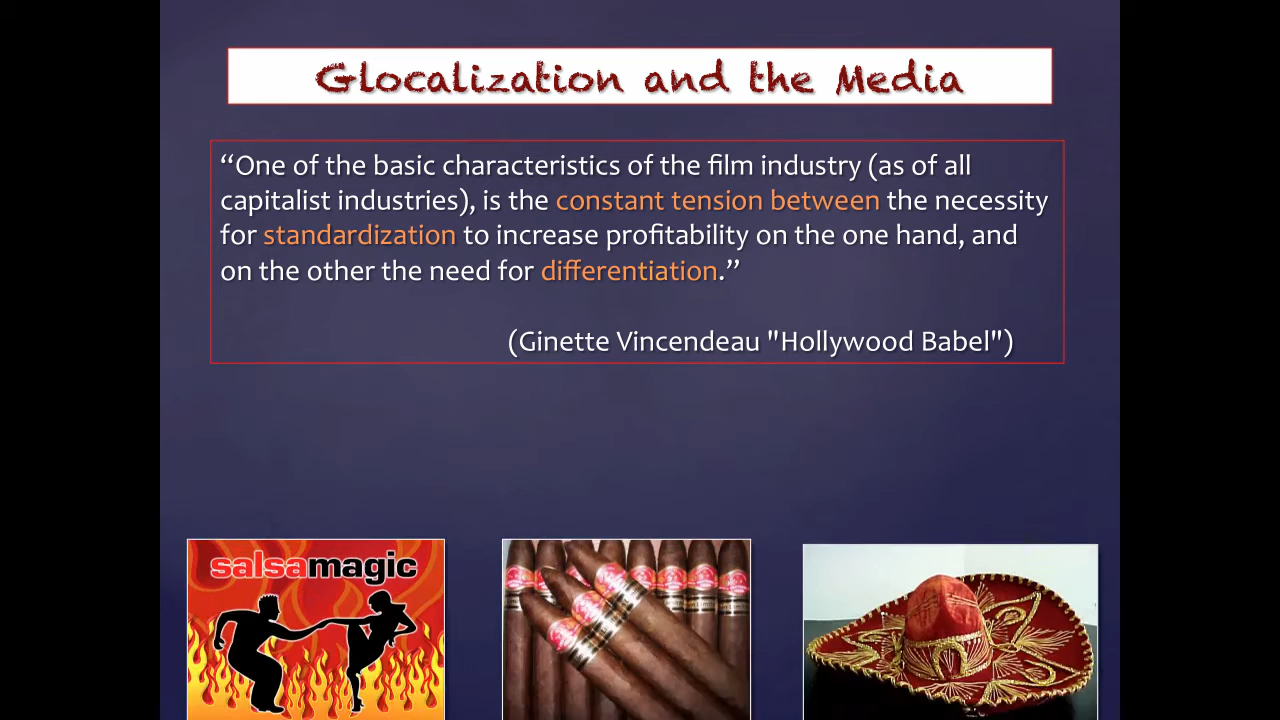 Glocalization and the Media
“One of the basic characteristics of the film industry (as of all
capitalist industries), is the constant tension between the necessity
for standardization to increase profitability on the one hand, and
on the other the need for differentiation.”
(Ginette Vincendeau "Hollywood Babel")
salsamagic